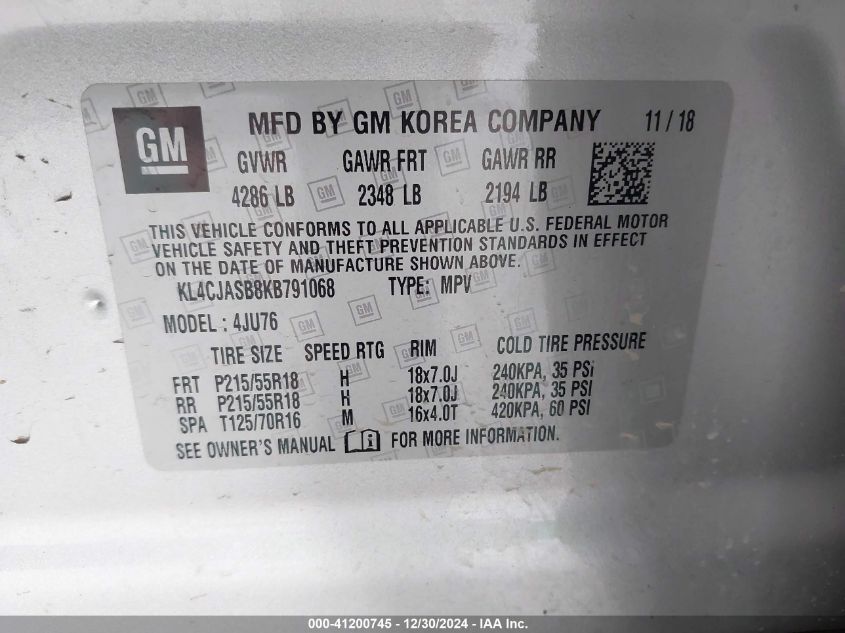 GM MFD BY GM KOREA COMPANY 11/18
GVWR GAWR FRT GAWR RR
4286 LB 2348 LB 2194 LB
THIS VEHICLE CONFORMS TO ALL APPLICABLE U.S. FEDERAL MOTOR
VEHICLE SAFETY AND THEFT PREVENTION STANDARDS IN EFFECT
ON THE DATE OF MANUFACTURE SHOWN ABOVE.
KL4CJASB8KB791068 TYPE: MPV
MODEL: 4JU76
TIRE SIZE SPEED RTG RIM COLD TIRE PRESSURE
FRT P215/55R18 H 18x7.0J 240KPA, 35 PSi
RR P215/55R18 H 18x7.0J 240KPA, 35 PSI
SPA T125/70R16 M 16x4.0T 420KPA, 60 PSI
SEE OWNER'S MANUAL FOR MORE INFORMATION.
000-41200745 - 12/30/2024 - IAA Inc.